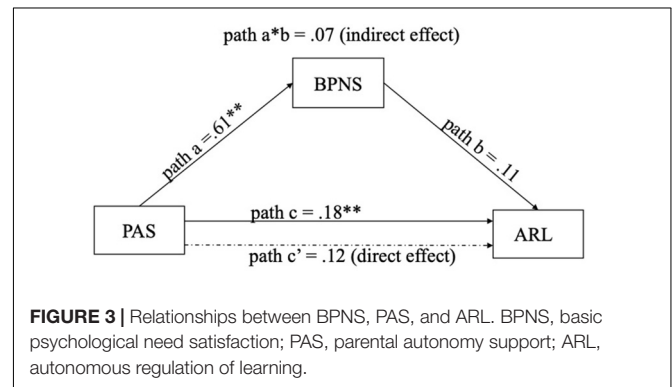 path a*b = .07 (indirect effect)
BPNS
path a =.61**
path b = .11
PAS
path c = .18**
ARL
path c’ = .12 (direct effect)
FIGURE 3 | Relationships between BPNS, PAS, and ARL. BPNS, basic
psychological need satisfaction; PAS, parental autonomy support; ARL,
autonomous regulation of learning.